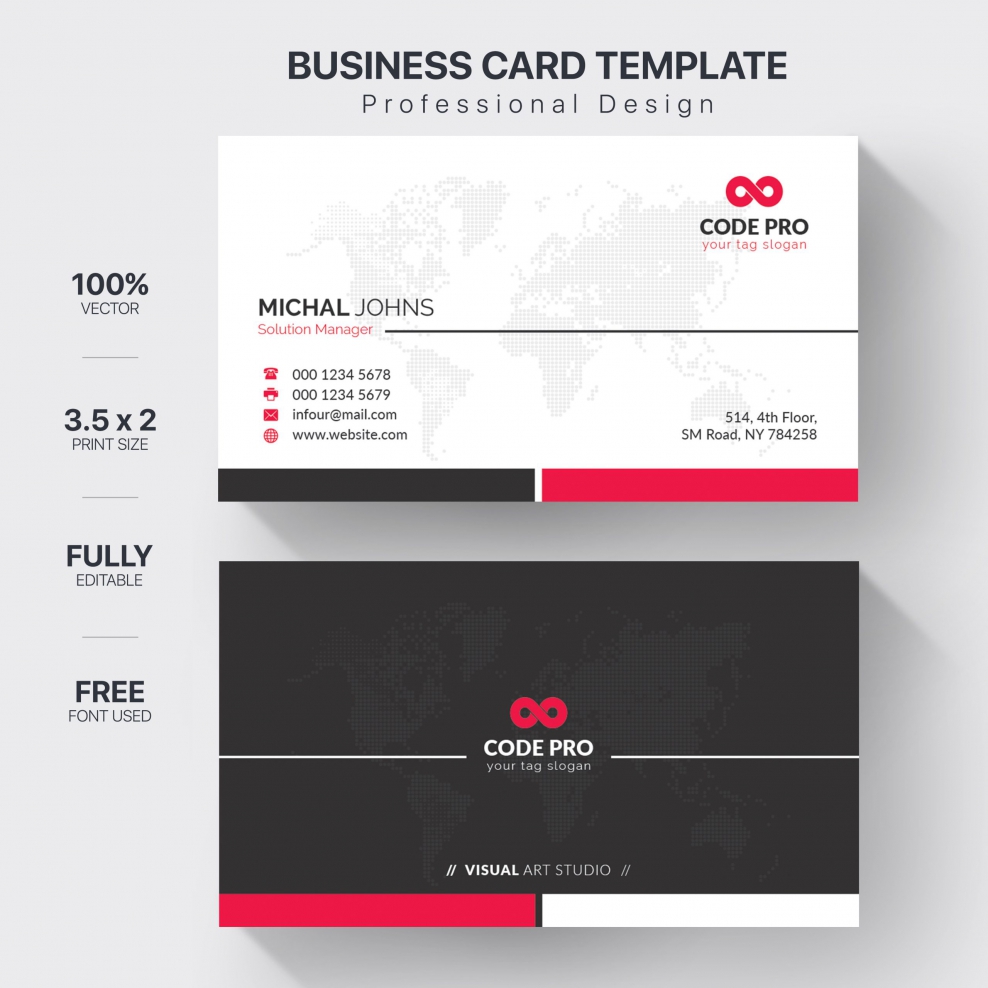 BUSINESS CARD TEMPLATE
Professional Design
100%
VECTOR
3.5 x 2
PRINT SIZE
FULLY
EDITABLE
FREE
FONT USED
CODE PRO
your tag slogan
MICHAL JOHNS
Solution Manager
000 1234 5678
000 1234 5679
infour@mail.com
www.website.com
514, 4th Floor,
SM Road, NY 784258
CODE PRO
your tag slogan
// VISUAL ART STUDIO //